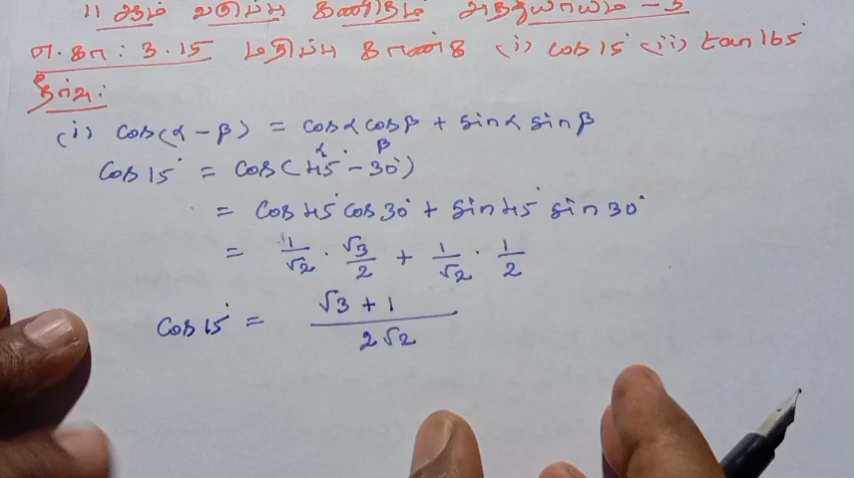 11 ஆம் வகுப்பு கணிதம் அத்தியாயம் - 3
எ.கா : 3.15 மதிப்பு காண்க (i) cos 15° (ii) tan 165°
தீர்வு:
(i) cos(α - β) = cosα cosβ + sinα sinβ
α β
cos 15° = cos(45° - 30°)
= cos 45° cos 30° + sin 45° sin 30°
= 1/√2 · √3/2 + 1/√2 · 1/2
cos 15° = √3 + 1 / 2√2